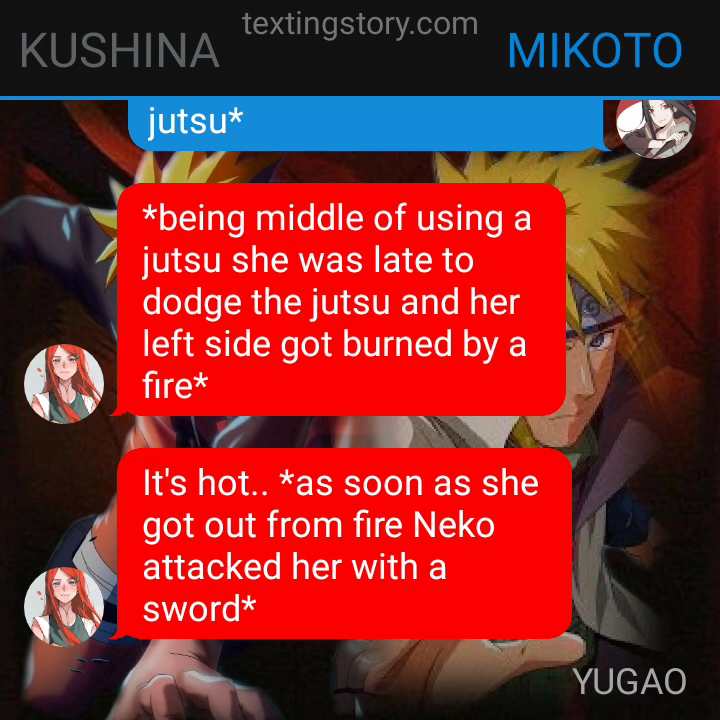 textingstory.com
KUSHINA
MIKOTO
jutsu*
*being middle of using a
jutsu she was late to
dodge the jutsu and her
left side got burned by a
fire*
It's hot.. *as soon as she
got out from fire Neko
attacked her with a
sword*
YUGAO